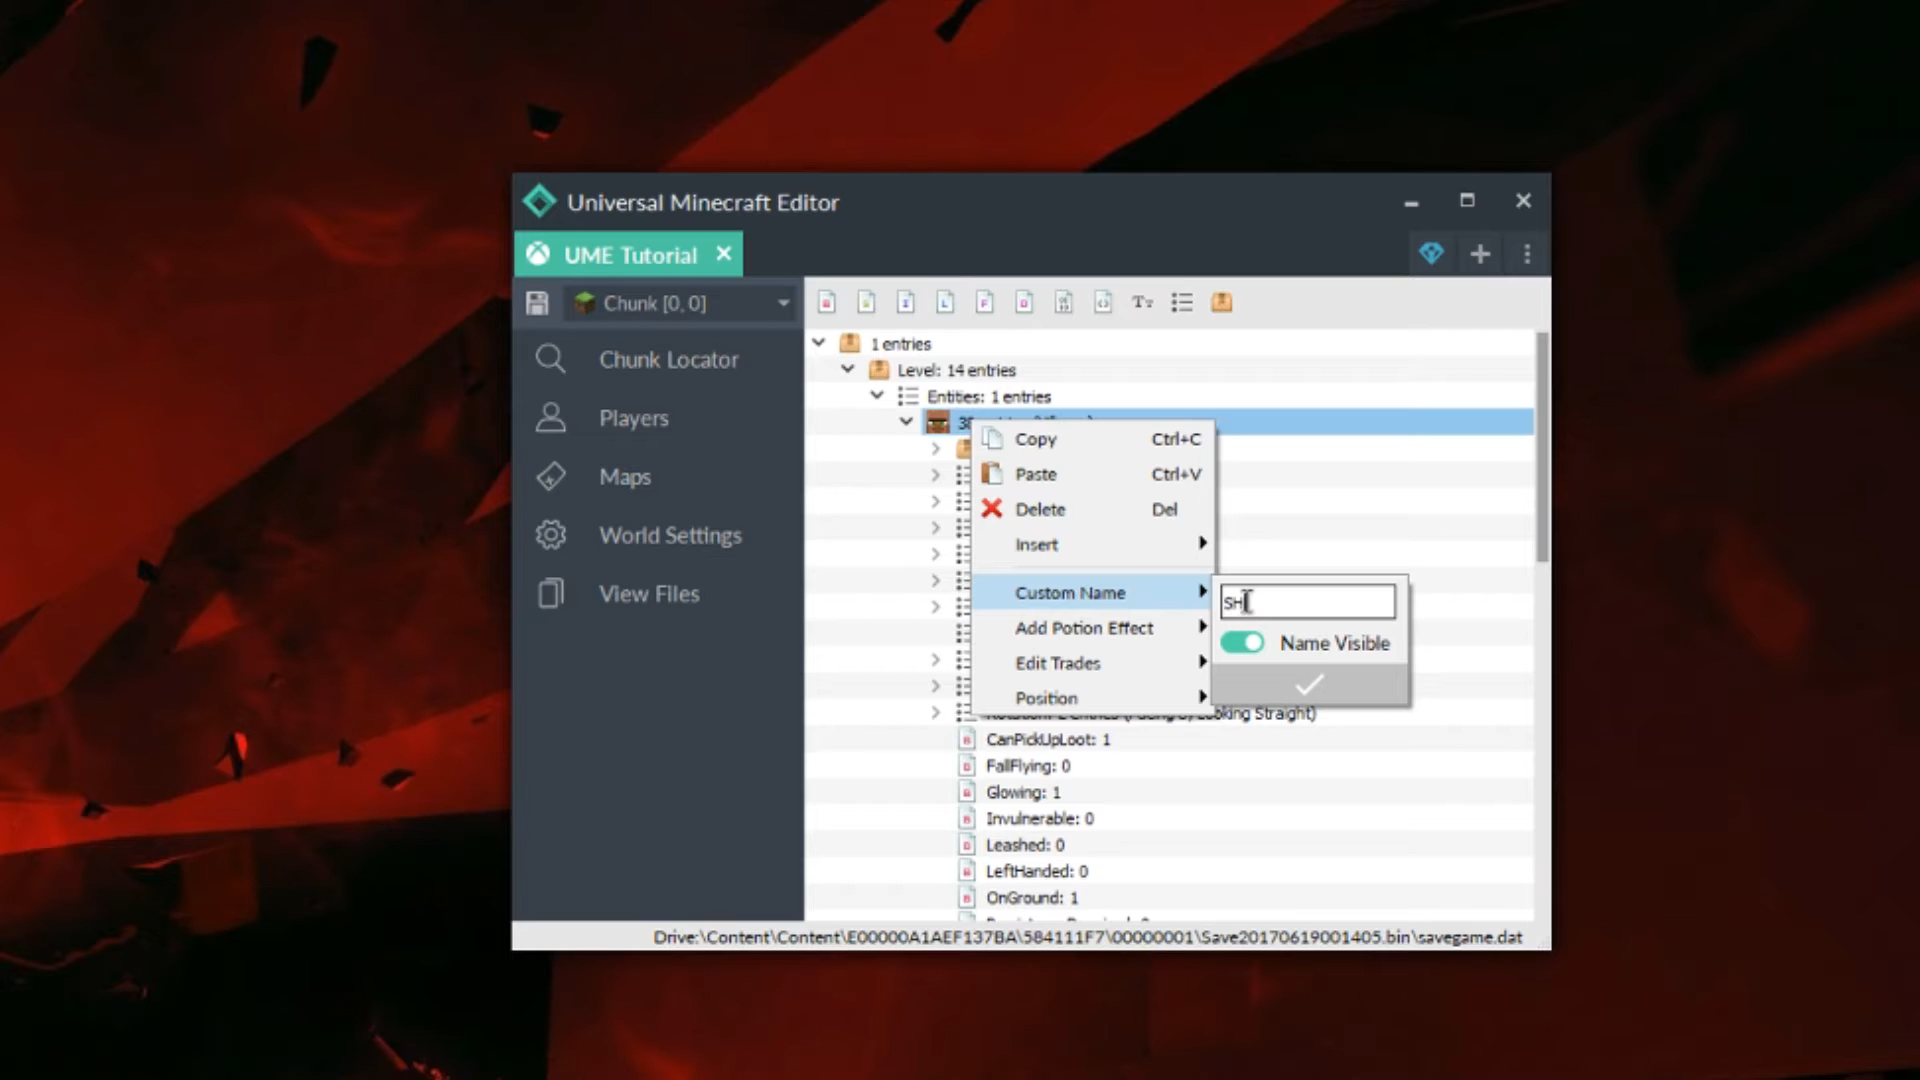 Universal Minecraft Editor
UME Tutorial
Chunk [0, 0]
Chunk Locator
Players
Maps
World Settings
View Files
1 entries
Level: 14 entries
Entities: 1 entries
Copy Ctrl+C
Paste Ctrl+V
Delete Del
Insert
Custom Name
SH
Add Potion Effect
Name Visible
Edit Trades
Position
Looking Straight)
CanPickUpLoot: 1
FallFlying: 0
Glowing: 1
Invulnerable: 0
Leashed: 0
LeftHanded: 0
OnGround: 1
Drive:\Content\Content\E00000A1AEF137BA\584111F7\00000001\Save20170619001405.bin\savegame.dat